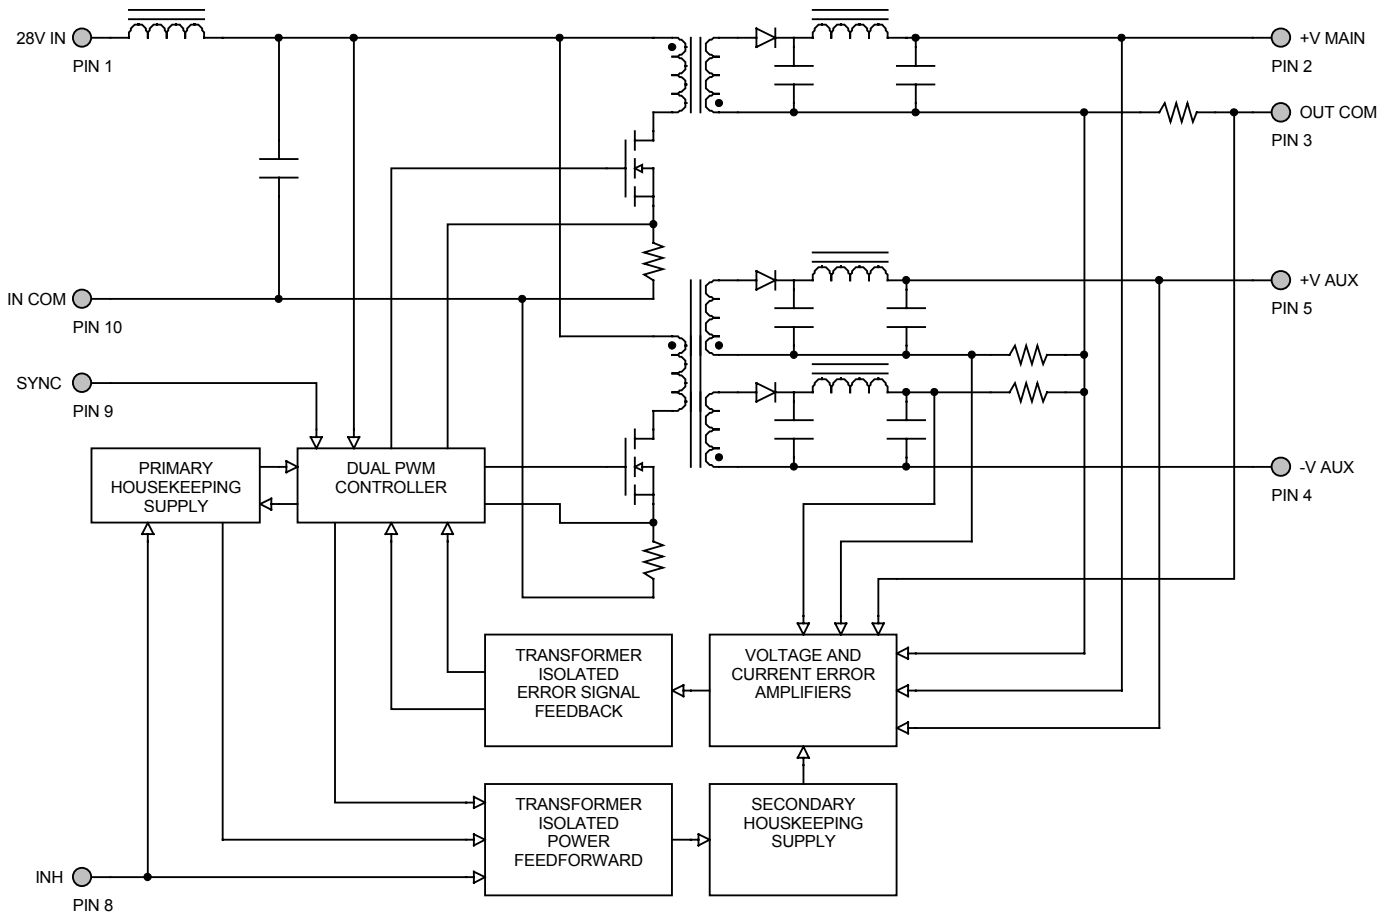 28V IN
PIN 1
+V MAIN
PIN 2
OUT COM
PIN 3
IN COM
PIN 10
+V AUX
PIN 5
SYNC
PIN 9
-V AUX
PIN 4
PRIMARY
HOUSEKEEPING
SUPPLY
DUAL PWM
CONTROLLER
TRANSFORMER
ISOLATED
ERROR SIGNAL
FEEDBACK
VOLTAGE AND
CURRENT ERROR
AMPLIFIERS
TRANSFORMER
ISOLATED
POWER
FEEDFORWARD
SECONDARY
HOUSKEEPING
SUPPLY
INH
PIN 8